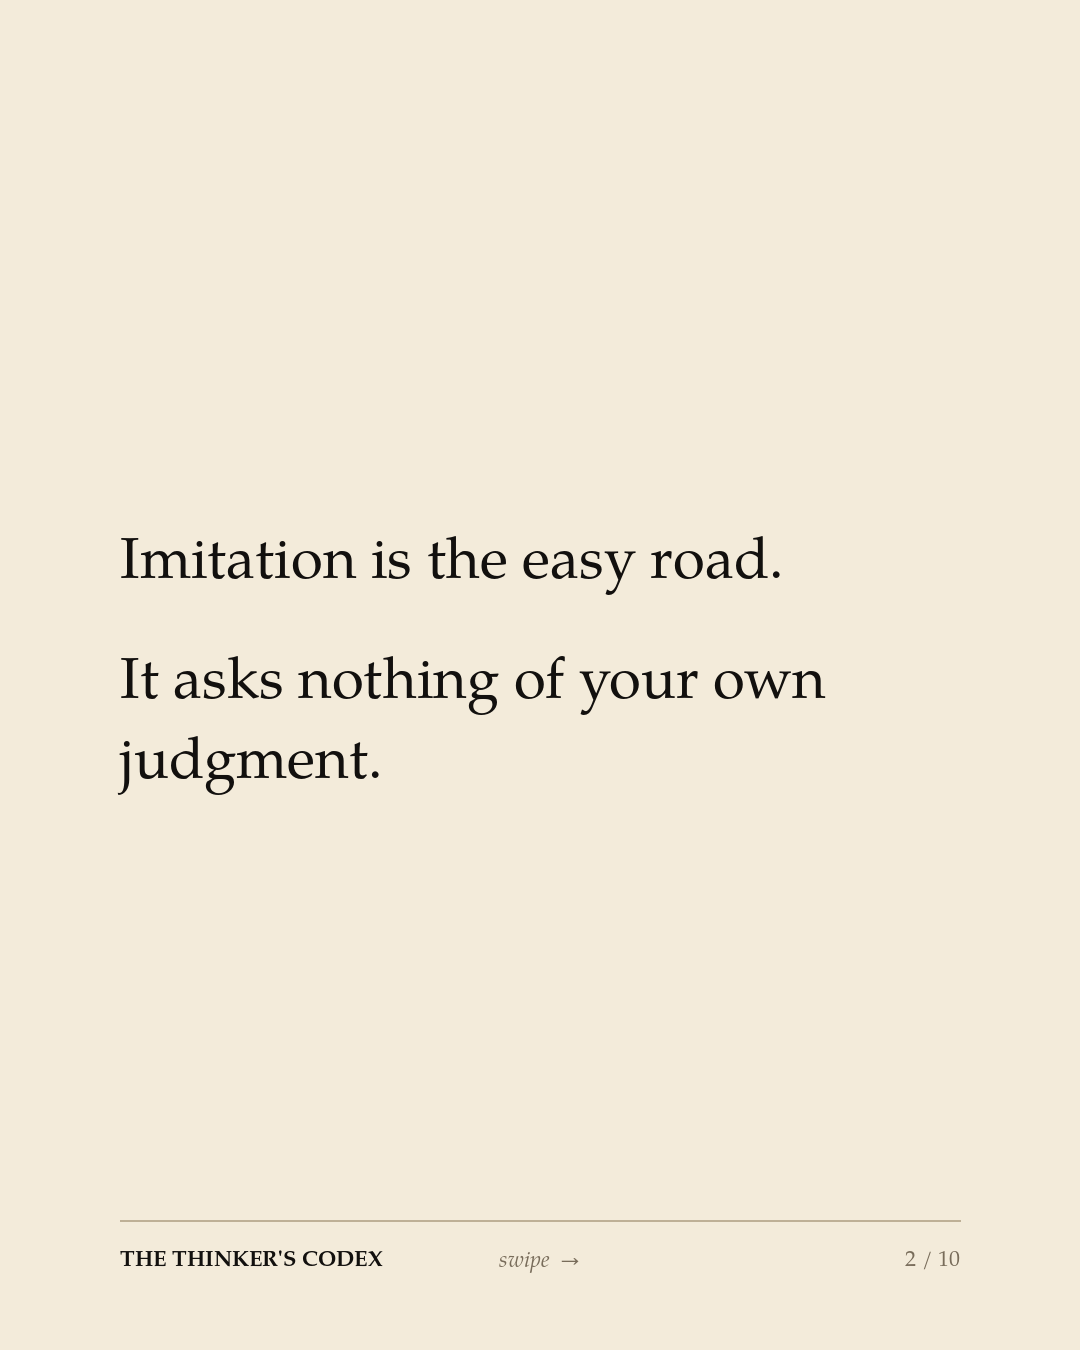 Imitation is the easy road.
It asks nothing of your own
judgment.
THE THINKER'S CODEX
swipe →
2 / 10